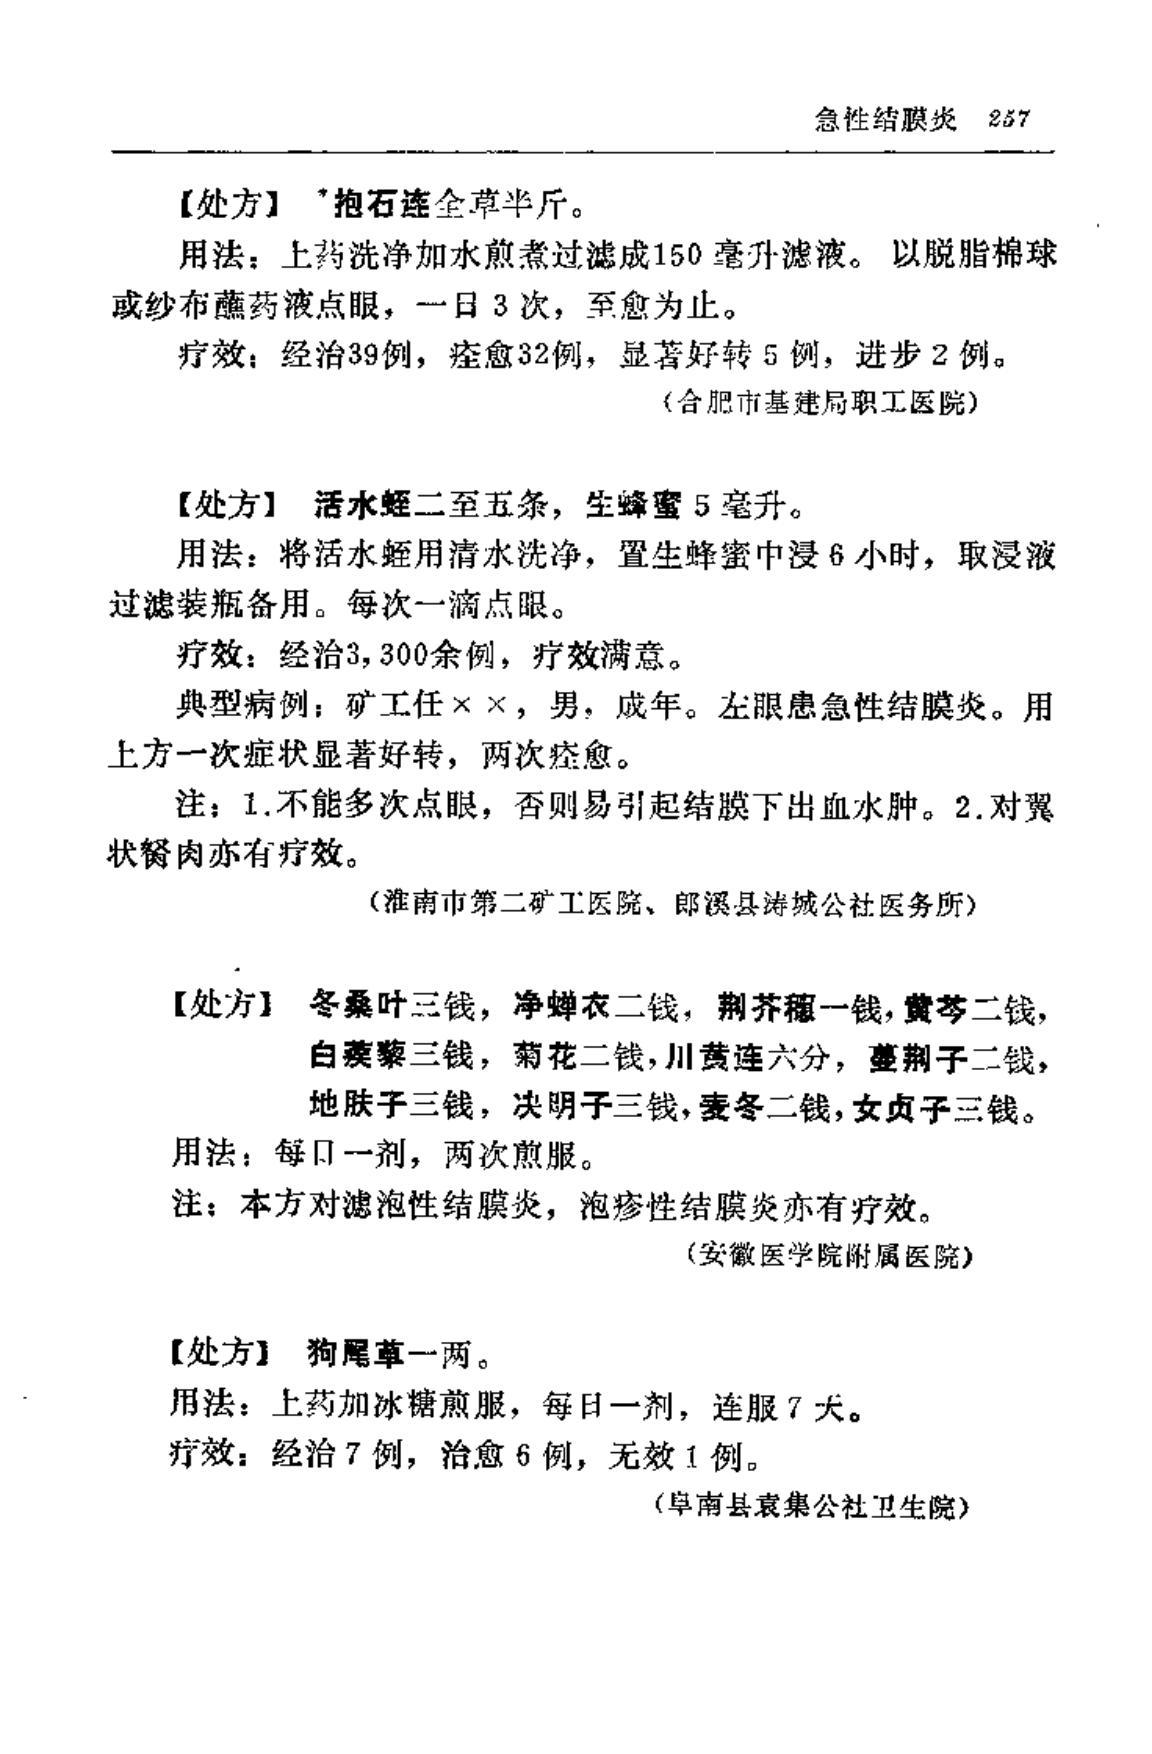 急性结膜炎 257
【处方】 *抱石莲全草半斤。
用法：上药洗净加水煎煮过滤成150毫升滤液。以脱脂棉球
或纱布蘸药液点眼，一日3次，至愈为止。
疗效：经治39例，痊愈32例，显著好转5例，进步2例。
（合肥市基建局职工医院）
【处方】 活水蛭二至五条，生蜂蜜5毫升。
用法：将活水蛭用清水洗净，置生蜂蜜中浸6小时，取浸液
过滤装瓶备用。每次一滴点眼。
疗效：经治3,300余例，疗效满意。
典型病例：矿工任××，男，成年。左眼患急性结膜炎。用
上方一次症状显著好转，两次痊愈。
注：1.不能多次点眼，否则易引起结膜下出血水肿。2.对翼
状胬肉亦有疗效。
（淮南市第二矿工医院、郎溪县涛城公社医务所）
【处方】 冬桑叶三钱，净蝉衣二钱，荆芥穗一钱，黄芩二钱，
白蒺藜三钱，菊花二钱，川黄连六分，蔓荆子二钱，
地肤子三钱，决明子三钱，麦冬二钱，女贞子三钱。
用法：每日一剂，两次煎服。
注：本方对滤泡性结膜炎，泡疹性结膜炎亦有疗效。
（安徽医学院附属医院）
【处方】 狗尾草一两。
用法：上药加冰糖煎服，每日一剂，连服7天。
疗效：经治7例，治愈6例，无效1例。
（阜南县袁集公社卫生院）